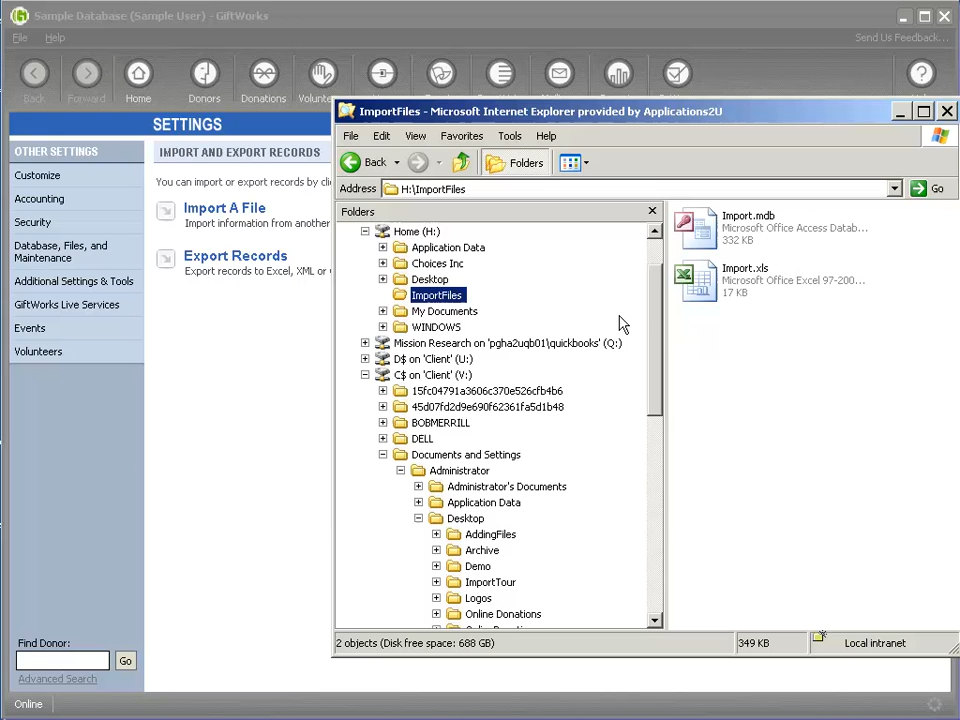 Sample Database (Sample User) - GiftWorks
File Help
Send Us Feedback...
Back Forward Home Donors Donations Volunte
SETTINGS
OTHER SETTINGS
Customize
Accounting
Security
Database, Files, and
Maintenance
Additional Settings & Tools
GiftWorks Live Services
Events
Volunteers
Find Donor:
Go
Advanced Search
Online
IMPORT AND EXPORT RECORDS
You can import or export records by cli
Import A File
Import information from another
Export Records
Export records to Excel, XML or
ImportFiles - Microsoft Internet Explorer provided by Applications2U
File Edit View Favorites Tools Help
Back Folders
Address H:\ImportFiles Go
Folders
Home (H:)
Application Data
Choices Inc
Desktop
ImportFiles
My Documents
WINDOWS
Mission Research on 'pgha2uqb01\quickbooks' (Q:)
D$ on 'Client' (U:)
C$ on 'Client' (V:)
15fc04791a3606c370e526cfb4b6
45d07fd2d9e690f62361fa5d1b48
BOBMERRILL
DELL
Documents and Settings
Administrator
Administrator's Documents
Application Data
Desktop
AddingFiles
Archive
Demo
ImportTour
Logos
Online Donations
Import.mdb
Microsoft Office Access Datab...
332 KB
Import.xls
Microsoft Office Excel 97-200...
17 KB
2 objects (Disk free space: 688 GB)
349 KB
Local intranet